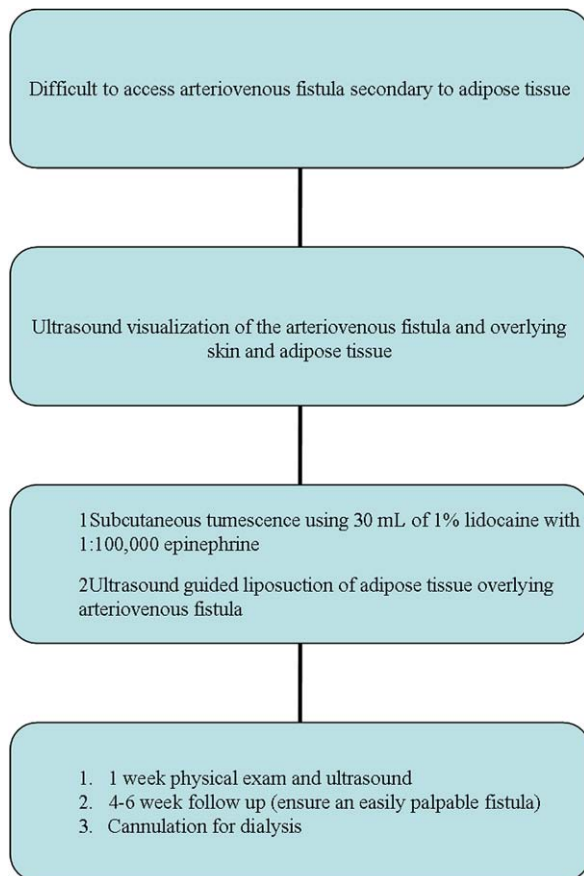 Difficult to access arteriovenous fistula secondary to adipose tissue
Ultrasound visualization of the arteriovenous fistula and overlying
skin and adipose tissue
1Subcutaneous tumescence using 30 mL of 1% lidocaine with
1:100,000 epinephrine
2Ultrasound guided liposuction of adipose tissue overlying
arteriovenous fistula
1. 1 week physical exam and ultrasound
2. 4-6 week follow up (ensure an easily palpable fistula)
3. Cannulation for dialysis